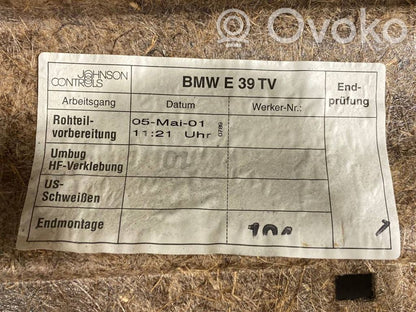 Ovoko
JOHNSON
CONTROLS
BMW E 39 TV
End-
prüfung
Arbeitsgang
Datum
Werker-Nr.:
Rohteil-
vorbereitung
05-Mai-01
11:21 Uhr
0789
Umbug
HF-Verklebung
US-
Schweißen
Endmontage